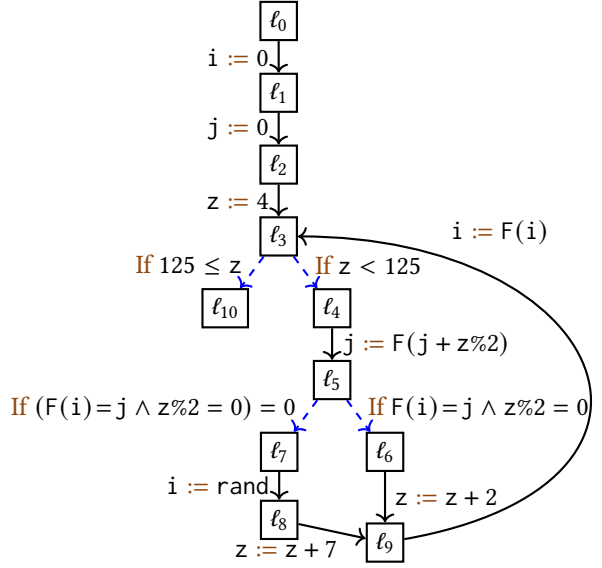 ℓ0
i := 0
ℓ1
j := 0
ℓ2
z := 4
ℓ3
i := F(i)
If 125 ≤ z
If z < 125
ℓ10
ℓ4
j := F(j + z%2)
ℓ5
If (F(i)=j ∧ z%2 = 0) = 0
If F(i)=j ∧ z%2 = 0
ℓ7
ℓ6
i := rand
z := z + 2
ℓ8
ℓ9
z := z + 7